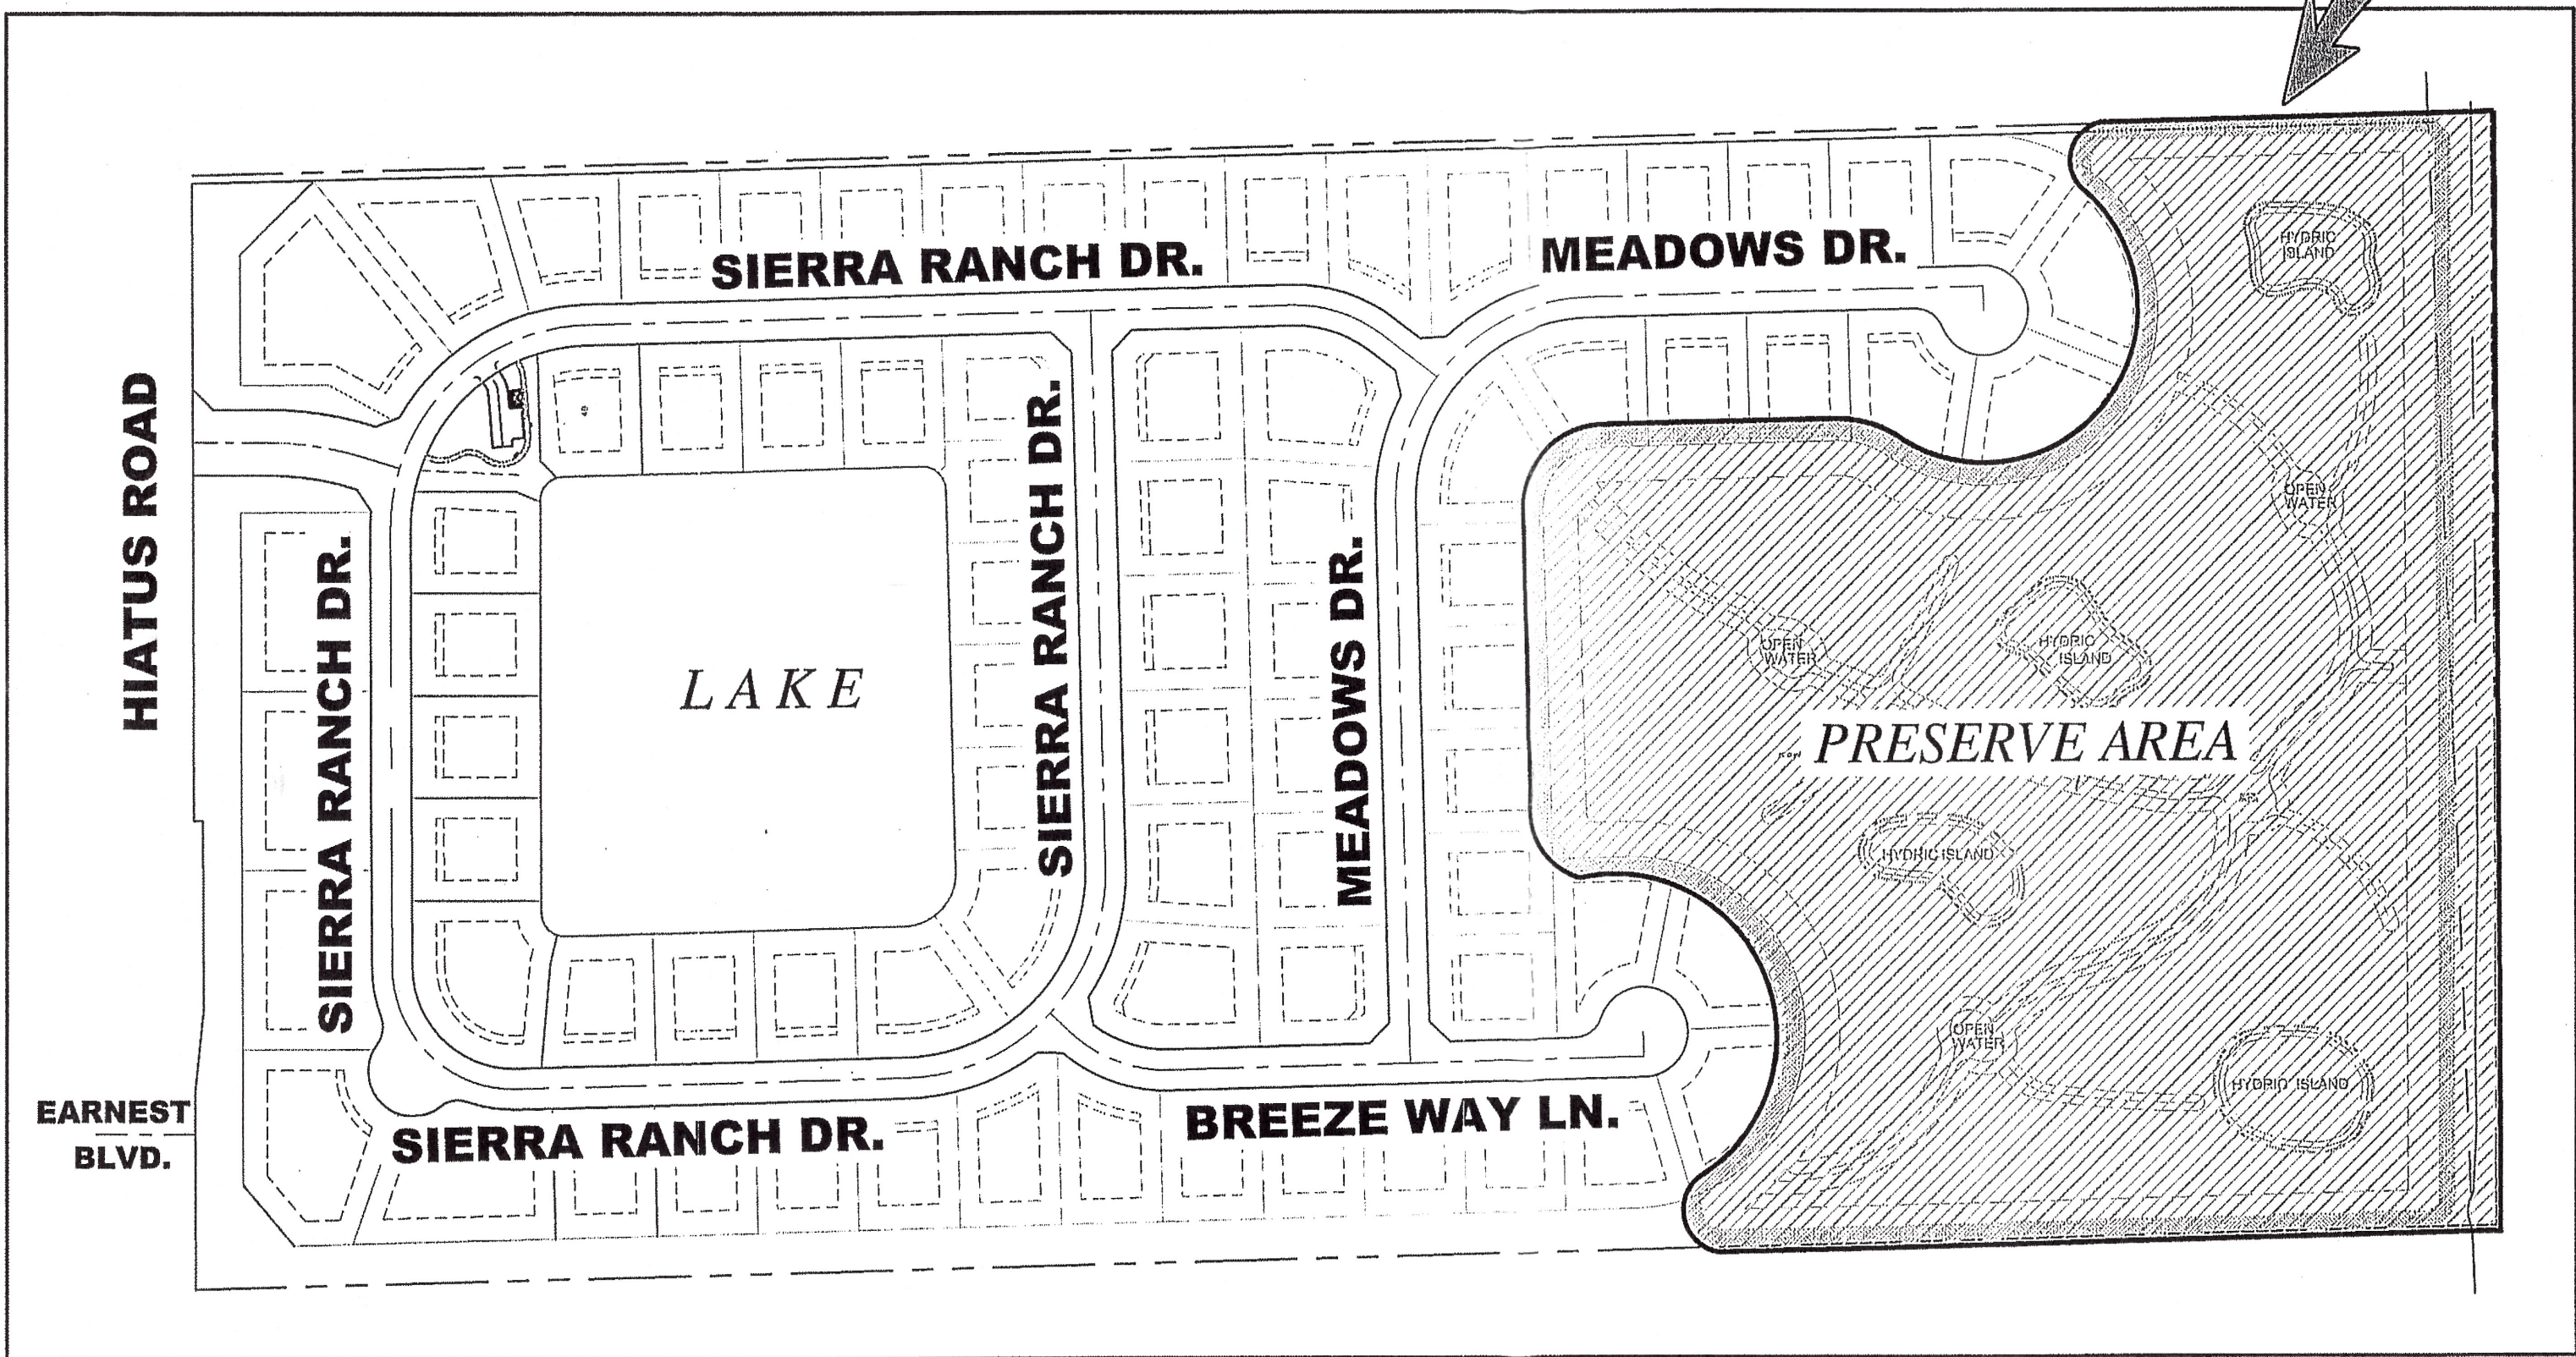 SIERRA RANCH DR.
MEADOWS DR.
HYDRIC
ISLAND
HIATUS ROAD
SIERRA RANCH DR.
SIERRA RANCH DR.
MEADOWS DR.
LAKE
OPEN
WATER
OPEN
WATER
HYDRIC
ISLAND
PRESERVE AREA
HYDRIC ISLAND
OPEN
WATER
HYDRIC ISLAND
EARNEST
BLVD.
SIERRA RANCH DR.
BREEZE WAY LN.